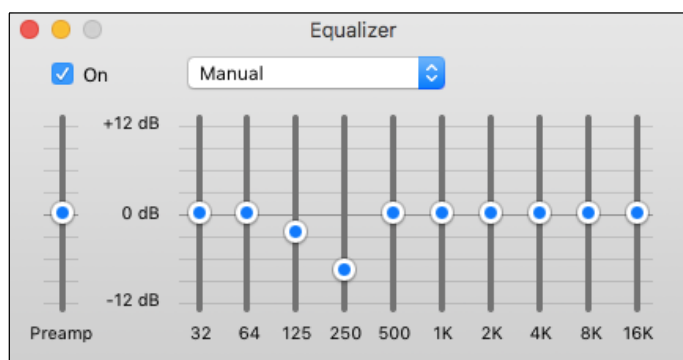 Equalizer
On
Manual
+12 dB
0 dB
-12 dB
Preamp 32 64 125 250 500 1K 2K 4K 8K 16K